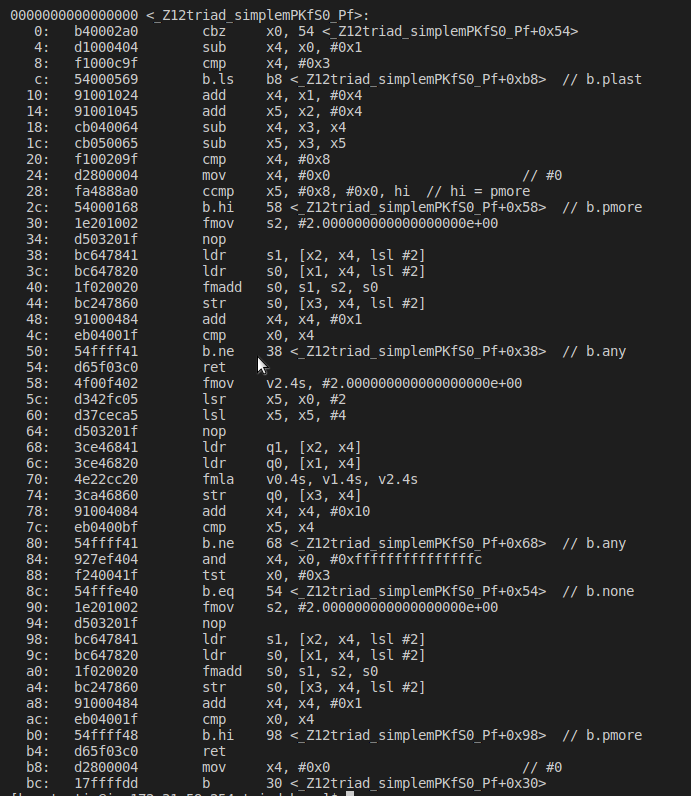 0000000000000000 <_Z12triad_simplemPKfS0_Pf>:
0: b40002a0 cbz x0, 54 <_Z12triad_simplemPKfS0_Pf+0x54>
4: d1000404 sub x4, x0, #0x1
8: f1000c9f cmp x4, #0x3
c: 54000569 b.ls b8 <_Z12triad_simplemPKfS0_Pf+0xb8> // b.plast
10: 91001024 add x4, x1, #0x4
14: 91001045 add x5, x2, #0x4
18: cb040064 sub x4, x3, x4
1c: cb050065 sub x5, x3, x5
20: f100209f cmp x4, #0x8
24: d2800004 mov x4, #0x0 // #0
28: fa4888a0 ccmp x5, #0x8, #0x0, hi // hi = pmore
2c: 54000168 b.hi 58 <_Z12triad_simplemPKfS0_Pf+0x58> // b.pmore
30: 1e201002 fmov s2, #2.000000000000000000e+00
34: d503201f nop
38: bc647841 ldr s1, [x2, x4, lsl #2]
3c: bc647820 ldr s0, [x1, x4, lsl #2]
40: 1f020020 fmadd s0, s1, s2, s0
44: bc247860 str s0, [x3, x4, lsl #2]
48: 91000484 add x4, x4, #0x1
4c: eb04001f cmp x0, x4
50: 54ffff41 b.ne 38 <_Z12triad_simplemPKfS0_Pf+0x38> // b.any
54: d65f03c0 ret
58: 4f00f402 fmov v2.4s, #2.000000000000000000e+00
5c: d342fc05 lsr x5, x0, #2
60: d37ceca5 lsl x5, x5, #4
64: d503201f nop
68: 3ce46841 ldr q1, [x2, x4]
6c: 3ce46820 ldr q0, [x1, x4]
70: 4e22cc20 fmla v0.4s, v1.4s, v2.4s
74: 3ca46860 str q0, [x3, x4]
78: 91004084 add x4, x4, #0x10
7c: eb0400bf cmp x5, x4
80: 54ffff41 b.ne 68 <_Z12triad_simplemPKfS0_Pf+0x68> // b.any
84: 927ef404 and x4, x0, #0xfffffffffffffffc
88: f240041f tst x0, #0x3
8c: 54fffe40 b.eq 54 <_Z12triad_simplemPKfS0_Pf+0x54> // b.none
90: 1e201002 fmov s2, #2.000000000000000000e+00
94: d503201f nop
98: bc647841 ldr s1, [x2, x4, lsl #2]
9c: bc647820 ldr s0, [x1, x4, lsl #2]
a0: 1f020020 fmadd s0, s1, s2, s0
a4: bc247860 str s0, [x3, x4, lsl #2]
a8: 91000484 add x4, x4, #0x1
ac: eb04001f cmp x0, x4
b0: 54ffff48 b.hi 98 <_Z12triad_simplemPKfS0_Pf+0x98> // b.pmore
b4: d65f03c0 ret
b8: d2800004 mov x4, #0x0 // #0
bc: 17ffffdd b 30 <_Z12triad_simplemPKfS0_Pf+0x30>